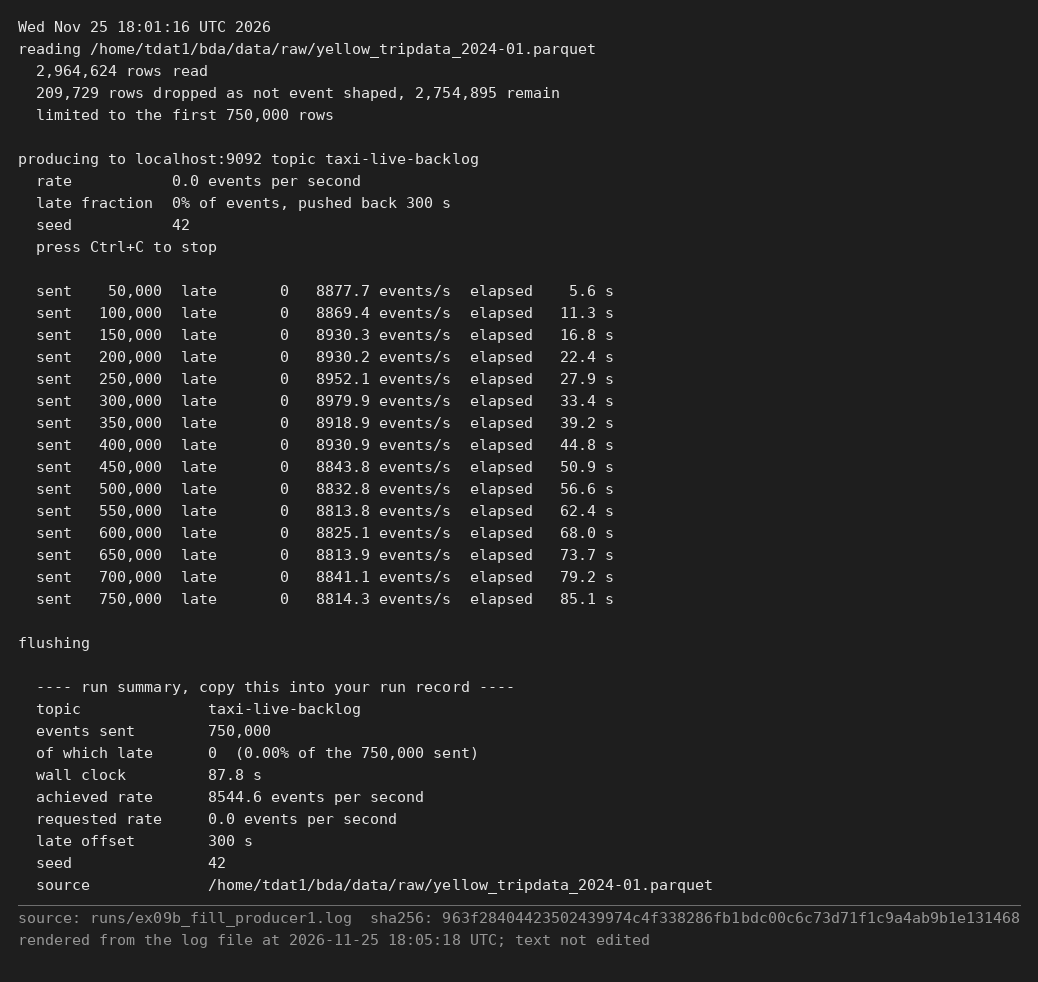 Wed Nov 25 18:01:16 UTC 2026
reading /home/tdat1/bda/data/raw/yellow_tripdata_2024-01.parquet
  2,964,624 rows read
  209,729 rows dropped as not event shaped, 2,754,895 remain
  limited to the first 750,000 rows

producing to localhost:9092 topic taxi-live-backlog
  rate           0.0 events per second
  late fraction  0% of events, pushed back 300 s
  seed           42
  press Ctrl+C to stop

  sent    50,000  late       0   8877.7 events/s  elapsed    5.6 s
  sent   100,000  late       0   8869.4 events/s  elapsed   11.3 s
  sent   150,000  late       0   8930.3 events/s  elapsed   16.8 s
  sent   200,000  late       0   8930.2 events/s  elapsed   22.4 s
  sent   250,000  late       0   8952.1 events/s  elapsed   27.9 s
  sent   300,000  late       0   8979.9 events/s  elapsed   33.4 s
  sent   350,000  late       0   8918.9 events/s  elapsed   39.2 s
  sent   400,000  late       0   8930.9 events/s  elapsed   44.8 s
  sent   450,000  late       0   8843.8 events/s  elapsed   50.9 s
  sent   500,000  late       0   8832.8 events/s  elapsed   56.6 s
  sent   550,000  late       0   8813.8 events/s  elapsed   62.4 s
  sent   600,000  late       0   8825.1 events/s  elapsed   68.0 s
  sent   650,000  late       0   8813.9 events/s  elapsed   73.7 s
  sent   700,000  late       0   8841.1 events/s  elapsed   79.2 s
  sent   750,000  late       0   8814.3 events/s  elapsed   85.1 s

flushing

  ---- run summary, copy this into your run record ----
  topic              taxi-live-backlog
  events sent        750,000
  of which late      0  (0.00% of the 750,000 sent)
  wall clock         87.8 s
  achieved rate      8544.6 events per second
  requested rate     0.0 events per second
  late offset        300 s
  seed               42
  source             /home/tdat1/bda/data/raw/yellow_tripdata_2024-01.parquet
source: runs/ex09b_fill_producer1.log  sha256: 963f28404423502439974c4f338286fb1bdc00c6c73d71f1c9a4ab9b1e131468
rendered from the log file at 2026-11-25 18:05:18 UTC; text not edited